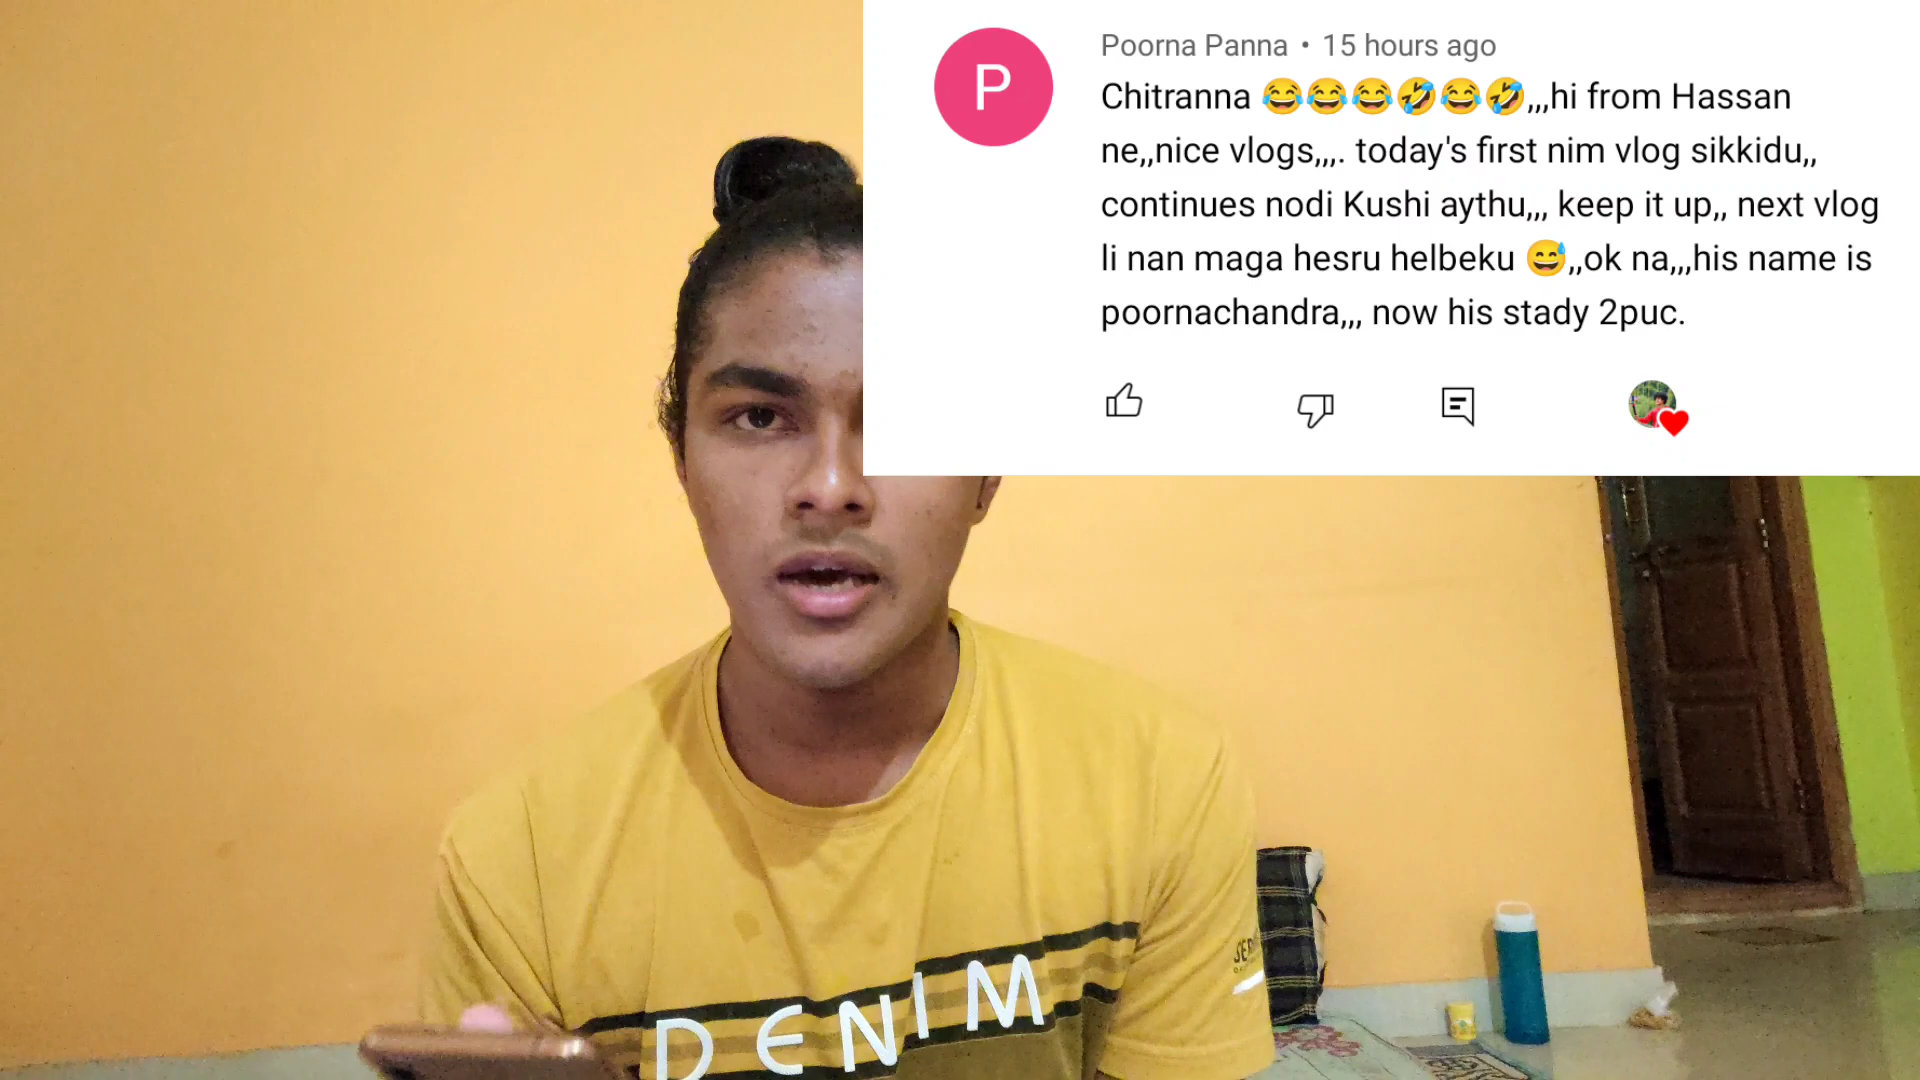 P
Poorna Panna • 15 hours ago
Chitranna 😂😂😂🤣😂🤣,,,hi from Hassan
ne,,nice vlogs,,,. today's first nim vlog sikkidu,,
continues nodi Kushi aythu,,, keep it up,, next vlog
li nan maga hesru helbeku 😅,,ok na,,,his name is
poornachandra,,, now his stady 2puc.
DENIM